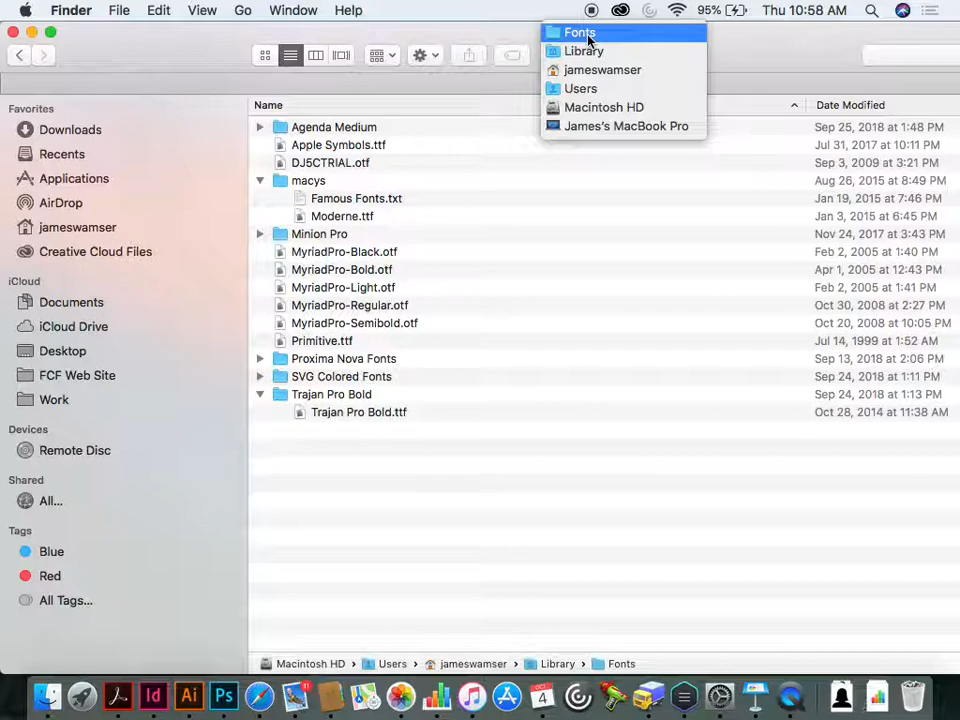 Finder File Edit View Go Window Help 95% Thu 10:58 AM
Fonts
Library
jameswamser
Users
Macintosh HD
James's MacBook Pro
Favorites
Downloads
Recents
Applications
AirDrop
jameswamser
Creative Cloud Files
iCloud
Documents
iCloud Drive
Desktop
FCF Web Site
Work
Devices
Remote Disc
Shared
All...
Tags
Blue
Red
All Tags...
Name Date Modified
Agenda Medium Sep 25, 2018 at 1:48 PM
Apple Symbols.ttf Jul 31, 2017 at 10:11 PM
DJ5CTRIAL.otf Sep 3, 2009 at 3:21 PM
macys Aug 26, 2015 at 8:49 PM
Famous Fonts.txt Jan 19, 2015 at 7:46 PM
Moderne.ttf Jan 3, 2015 at 6:45 PM
Minion Pro Nov 24, 2017 at 3:43 PM
MyriadPro-Black.otf Feb 2, 2005 at 1:40 PM
MyriadPro-Bold.otf Apr 1, 2005 at 12:43 PM
MyriadPro-Light.otf Feb 2, 2005 at 1:41 PM
MyriadPro-Regular.otf Oct 30, 2008 at 2:27 PM
MyriadPro-Semibold.otf Oct 20, 2008 at 10:05 PM
Primitive.ttf Jul 14, 1999 at 1:52 AM
Proxima Nova Fonts Sep 13, 2018 at 2:06 PM
SVG Colored Fonts Sep 24, 2018 at 1:11 PM
Trajan Pro Bold Sep 24, 2018 at 1:13 PM
Trajan Pro Bold.ttf Oct 28, 2014 at 11:38 AM
Macintosh HD › Users › jameswamser › Library › Fonts
Id Ai Ps
4